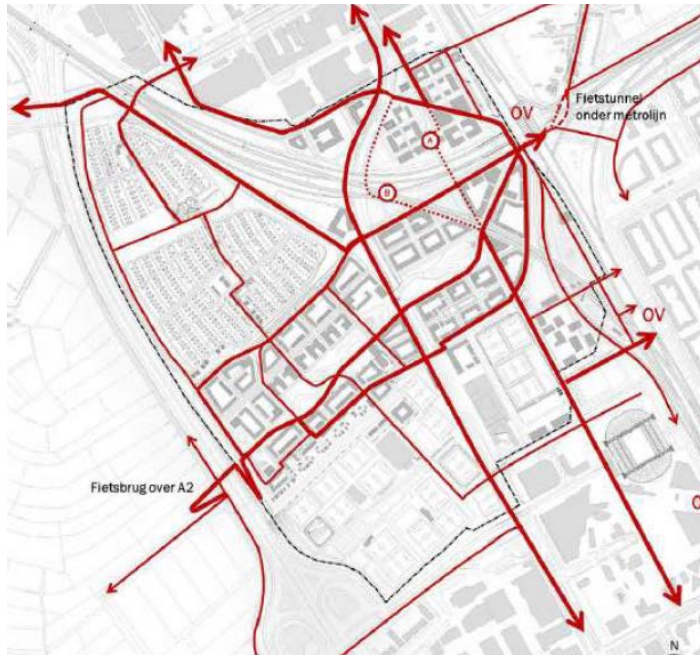 OV
Fietstunnel
onder metrolijn
A
B
OV
Fietsbrug over A2
O
N